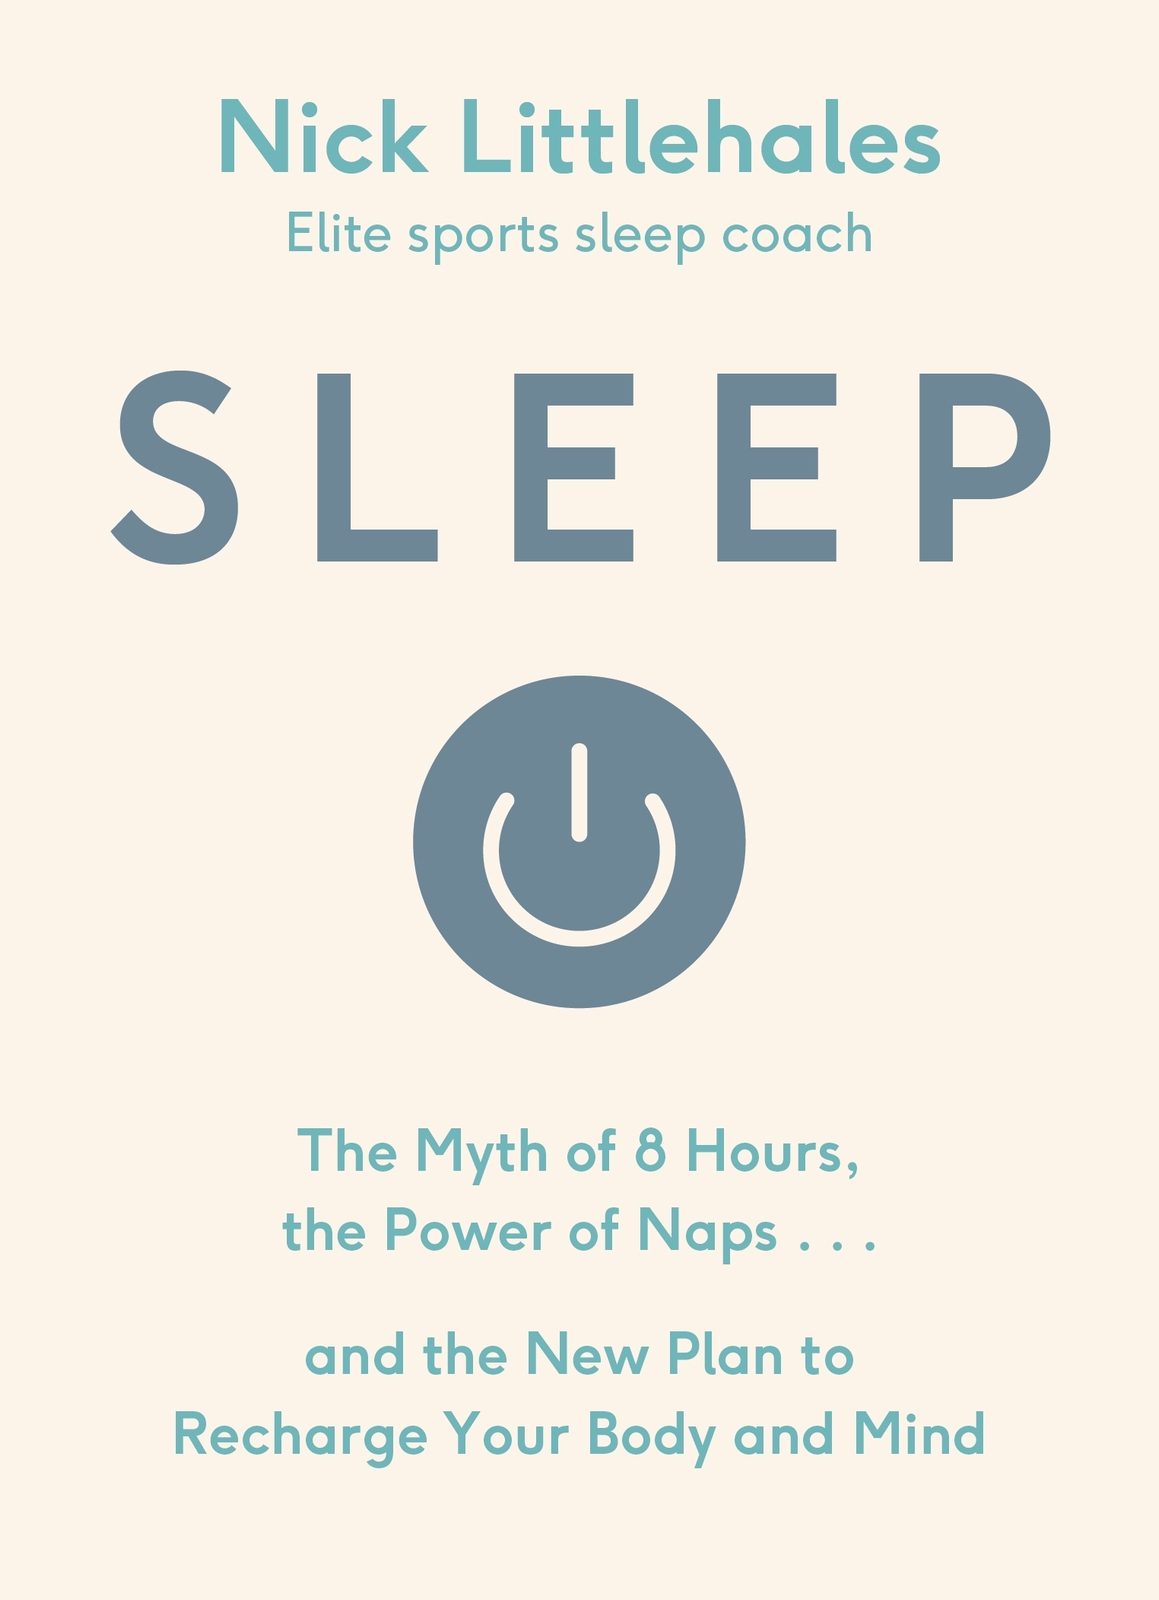 Nick Littlehales
Elite sports sleep coach
SLEEP
The Myth of 8 Hours,
the Power of Naps . . .
and the New Plan to
Recharge Your Body and Mind